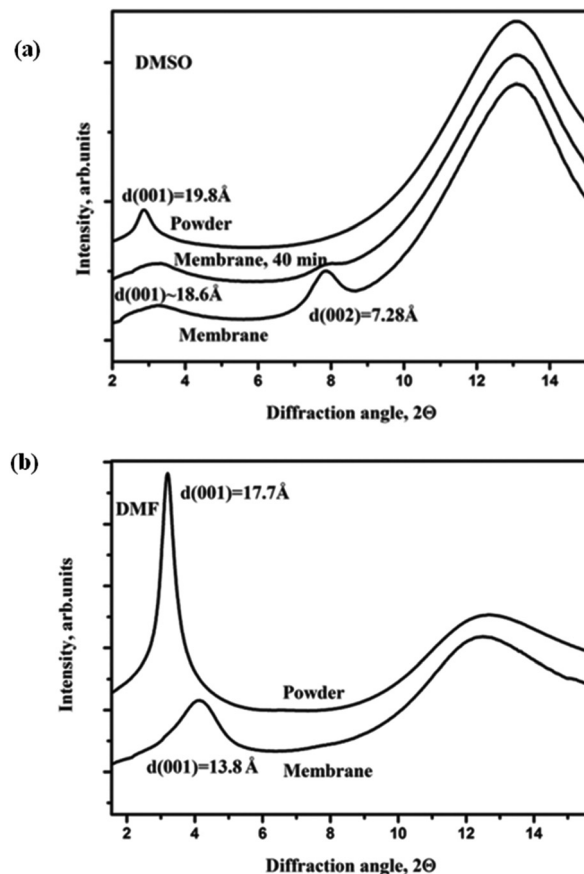 (a)
DMSO
d(001)=19.8Å
Powder
Membrane, 40 min
d(001)~18.6Å
d(002)=7.28Å
Membrane
Intensity, arb.units
2 4 6 8 10 12 14
Diffraction angle, 2Θ
(b)
d(001)=17.7Å
DMF
Powder
d(001)=13.8 Å
Membrane
Intensity, arb.units
2 4 6 8 10 12 14
Diffraction angle, 2Θ